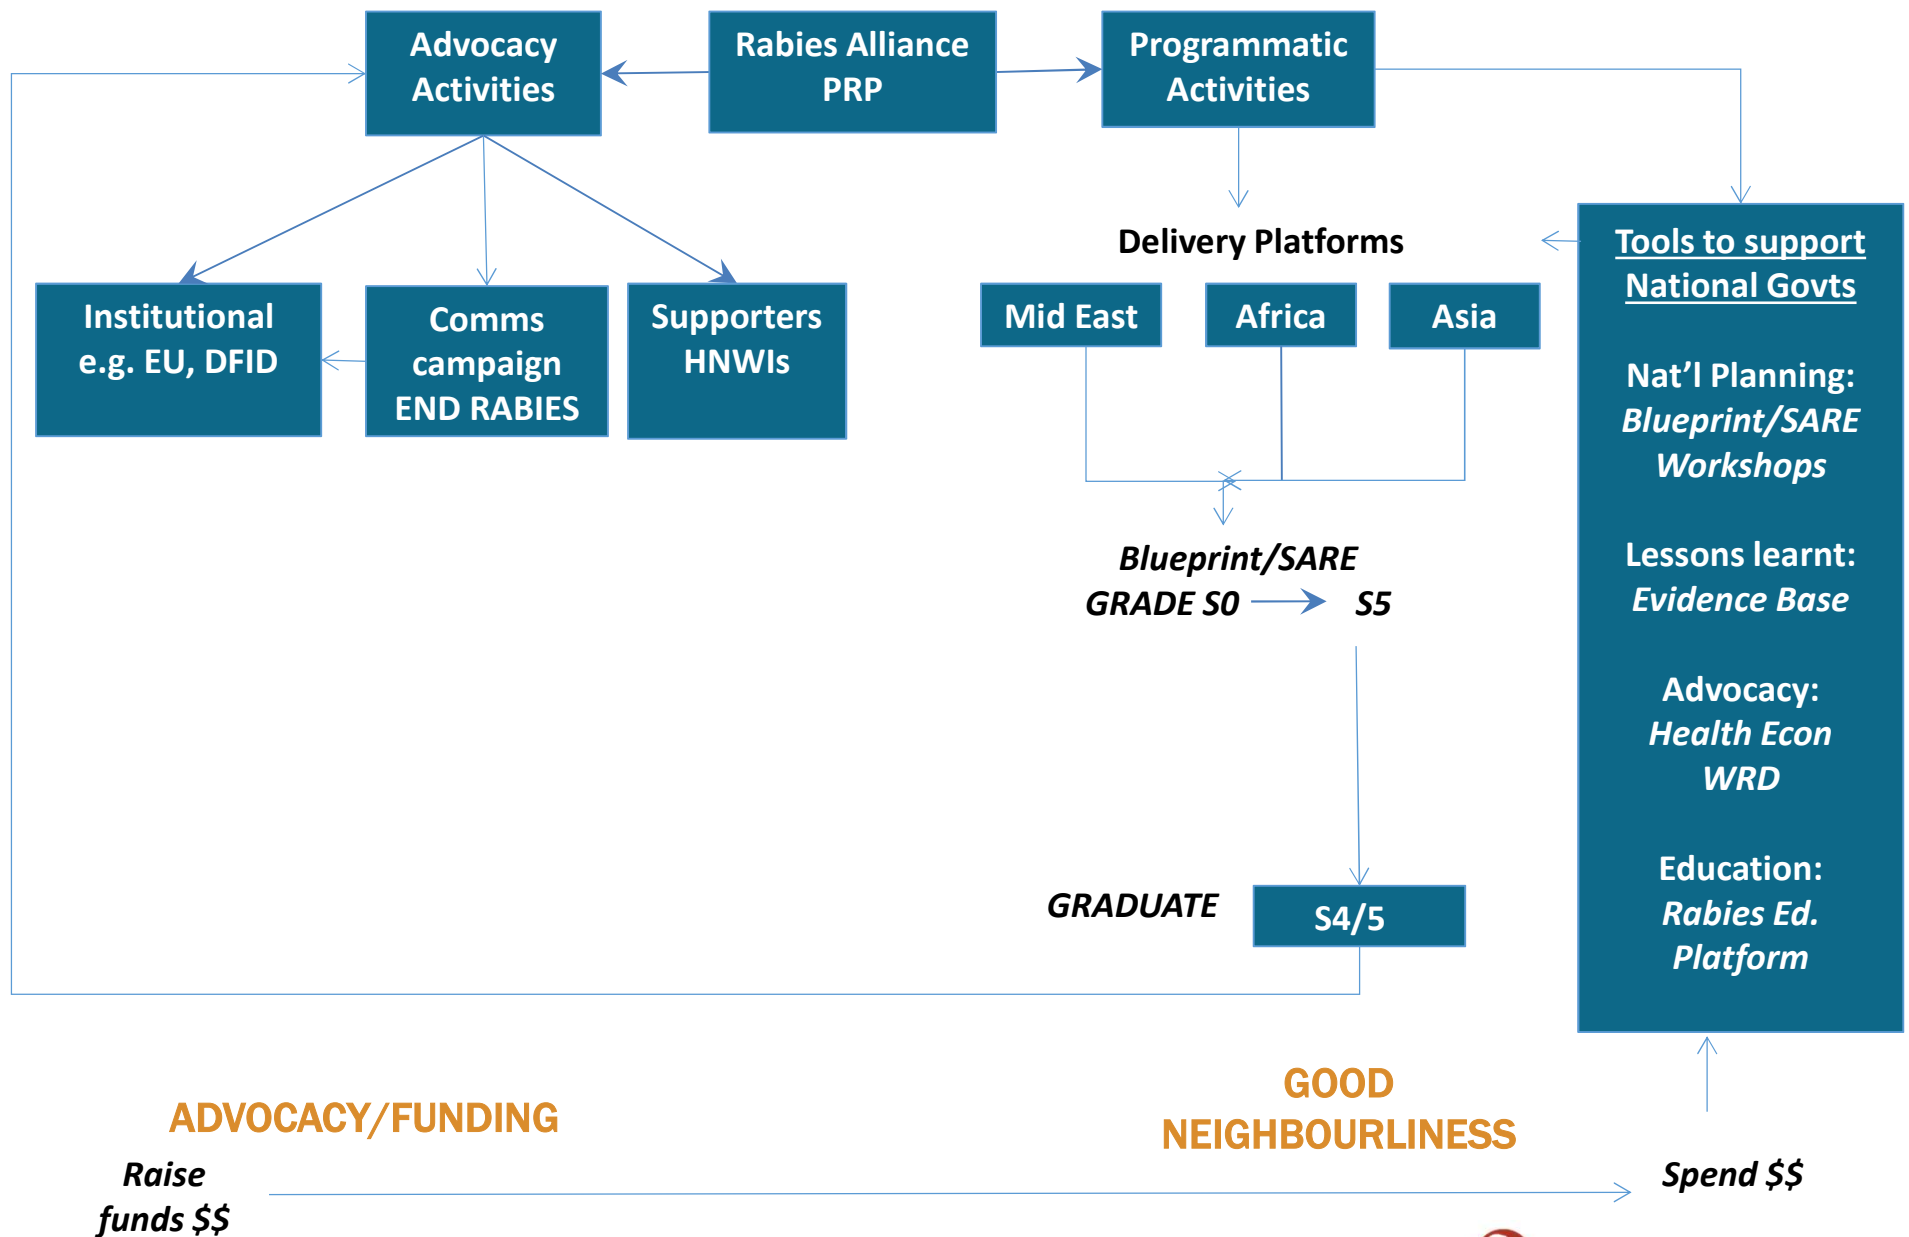 Advocacy
Activities
Rabies Alliance
PRP
Programmatic
Activities
Delivery Platforms
Institutional
e.g. EU, DFID
Comms
campaign
END RABIES
Supporters
HNWIs
Mid East
Africa
Asia
Tools to support
National Govts
Nat’l Planning:
Blueprint/SARE
Workshops
Lessons learnt:
Evidence Base
Advocacy:
Health Econ
WRD
Education:
Rabies Ed.
Platform
Blueprint/SARE
GRADE S0 S5
GRADUATE
S4/5
ADVOCACY/FUNDING
GOOD
NEIGHBOURLINESS
Raise
funds $$
Spend $$